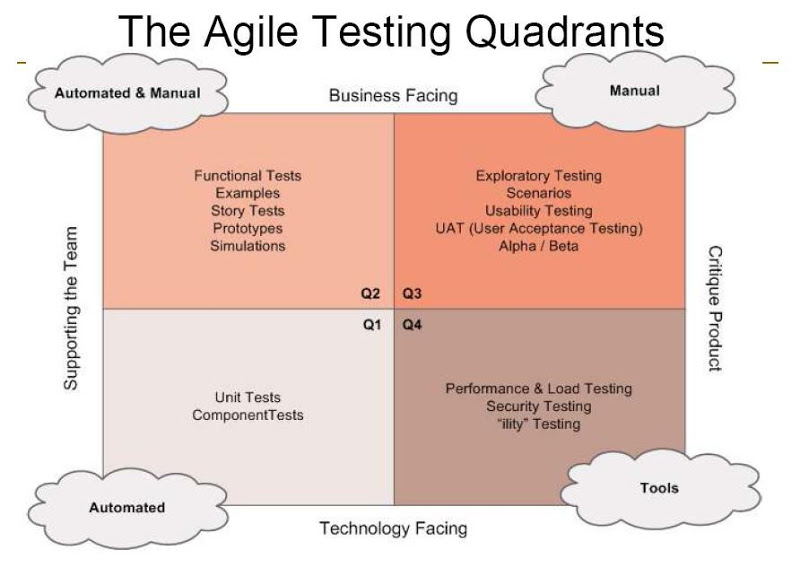 The Agile Testing Quadrants
Automated & Manual
Business Facing
Manual
Functional Tests
Examples
Story Tests
Prototypes
Simulations
Exploratory Testing
Scenarios
Usability Testing
UAT (User Acceptance Testing)
Alpha / Beta
Supporting the Team
Critique Product
Q2
Q3
Q1
Q4
Unit Tests
ComponentTests
Performance & Load Testing
Security Testing
"ility" Testing
Automated
Technology Facing
Tools